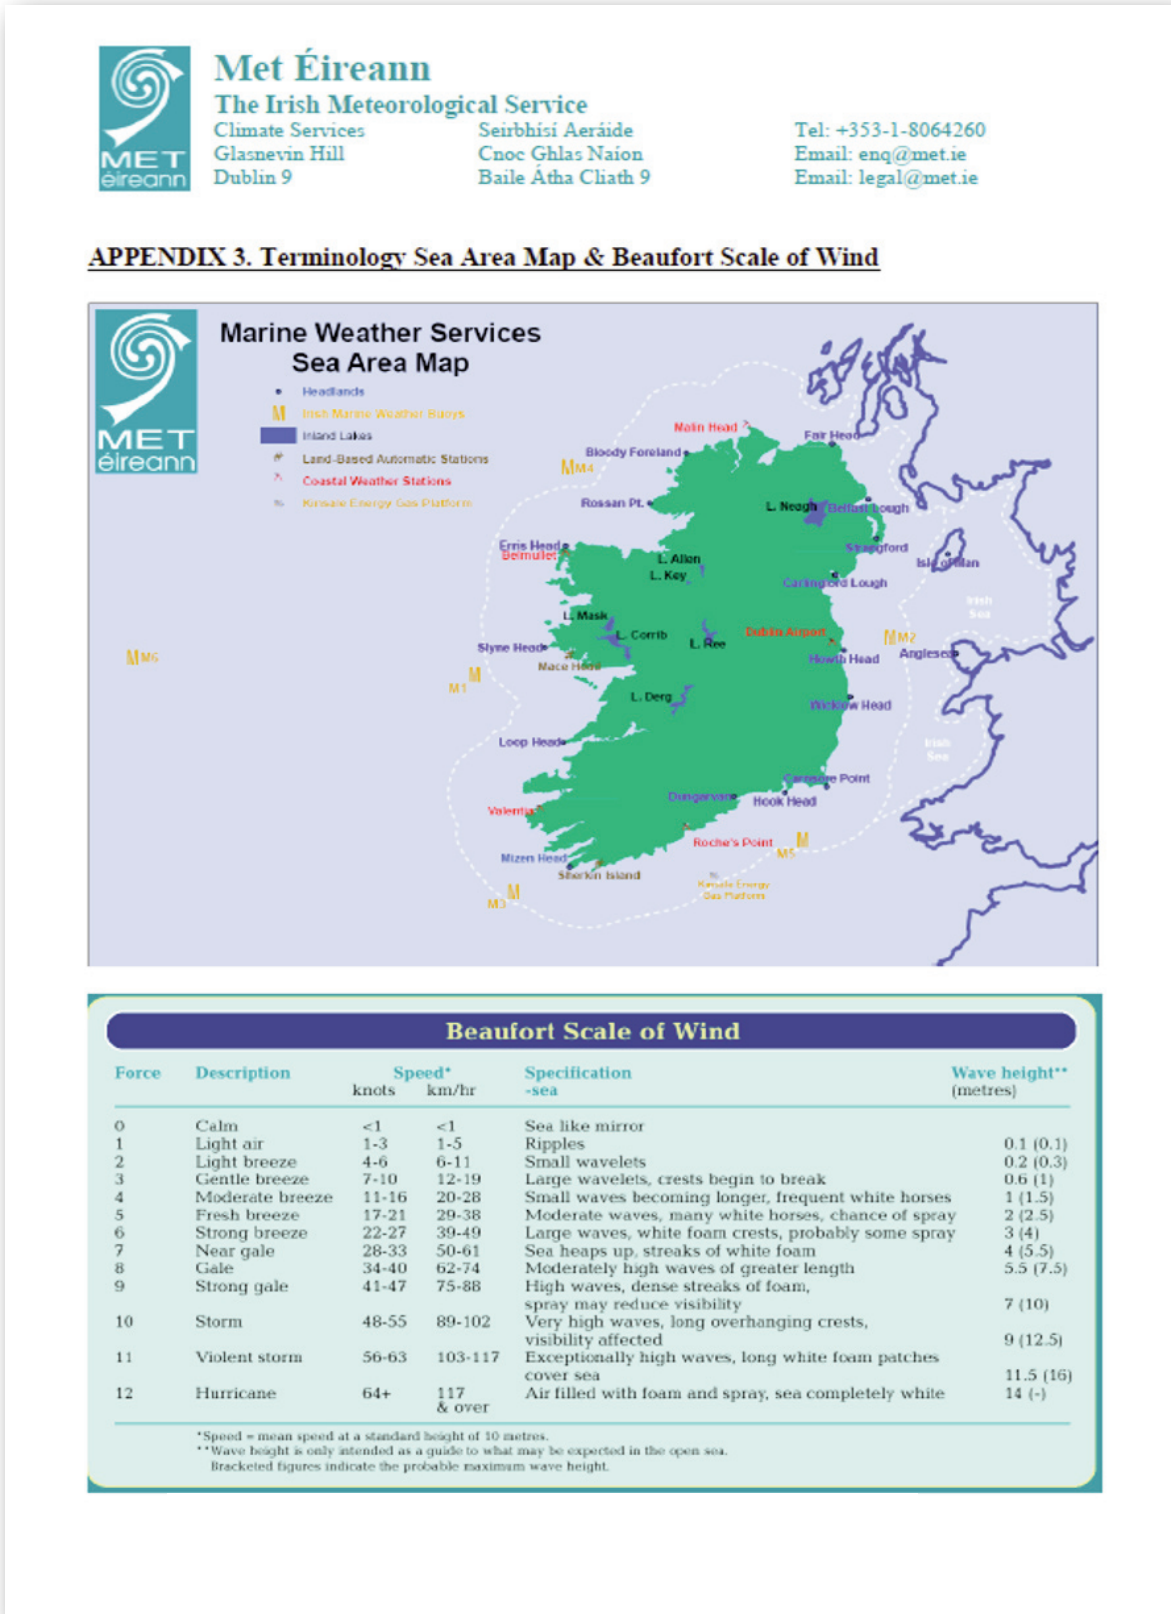 MET
éireann
Met Éireann
The Irish Meteorological Service
Climate Services Seirbhísí Aeráide Tel: +353-1-8064260
Glasnevin Hill Cnoc Ghlas Naíon Email: enq@met.ie
Dublin 9 Baile Átha Cliath 9 Email: legal@met.ie
APPENDIX 3. Terminology Sea Area Map & Beaufort Scale of Wind
MET
éireann
Marine Weather Services
Sea Area Map
Headlands
M Irish Marine Weather Buoys
Inland Lakes
Land-Based Automatic Stations
Coastal Weather Stations
Kinsale Energy Gas Platform
Malin Head
Fair Head
Bloody Foreland
M M4
Rossan Pt.
L. Neagh
Belfast Lough
Strangford
Erris Head
Belmullet
L. Allen
L. Key
Isle of Man
Carlingford Lough
Irish
Sea
L. Mask
L. Corrib
L. Ree
Dublin Airport
M M2
Slyne Head
Mace Head
Howth Head
Anglesea
M M6
M
M1
L. Derg
Wicklow Head
Loop Head
Irish
Sea
Carnsore Point
Dungarvan
Hook Head
Valentia
Roche's Point
M
M5
Mizen Head
Sherkin Island
Kinsale Energy
Gas Platform
M
M3
Beaufort Scale of Wind
Force Description Speed* Specification Wave height**
knots km/hr -sea (metres)
0 Calm <1 <1 Sea like mirror
1 Light air 1-3 1-5 Ripples 0.1 (0.1)
2 Light breeze 4-6 6-11 Small wavelets 0.2 (0.3)
3 Gentle breeze 7-10 12-19 Large wavelets, crests begin to break 0.6 (1)
4 Moderate breeze 11-16 20-28 Small waves becoming longer, frequent white horses 1 (1.5)
5 Fresh breeze 17-21 29-38 Moderate waves, many white horses, chance of spray 2 (2.5)
6 Strong breeze 22-27 39-49 Large waves, white foam crests, probably some spray 3 (4)
7 Near gale 28-33 50-61 Sea heaps up, streaks of white foam 4 (5.5)
8 Gale 34-40 62-74 Moderately high waves of greater length 5.5 (7.5)
9 Strong gale 41-47 75-88 High waves, dense streaks of foam,
spray may reduce visibility 7 (10)
10 Storm 48-55 89-102 Very high waves, long overhanging crests,
visibility affected 9 (12.5)
11 Violent storm 56-63 103-117 Exceptionally high waves, long white foam patches
cover sea 11.5 (16)
12 Hurricane 64+ 117 Air filled with foam and spray, sea completely white 14 (-)
& over
*Speed = mean speed at a standard height of 10 metres.
**Wave height is only intended as a guide to what may be expected in the open sea.
Bracketed figures indicate the probable maximum wave height.